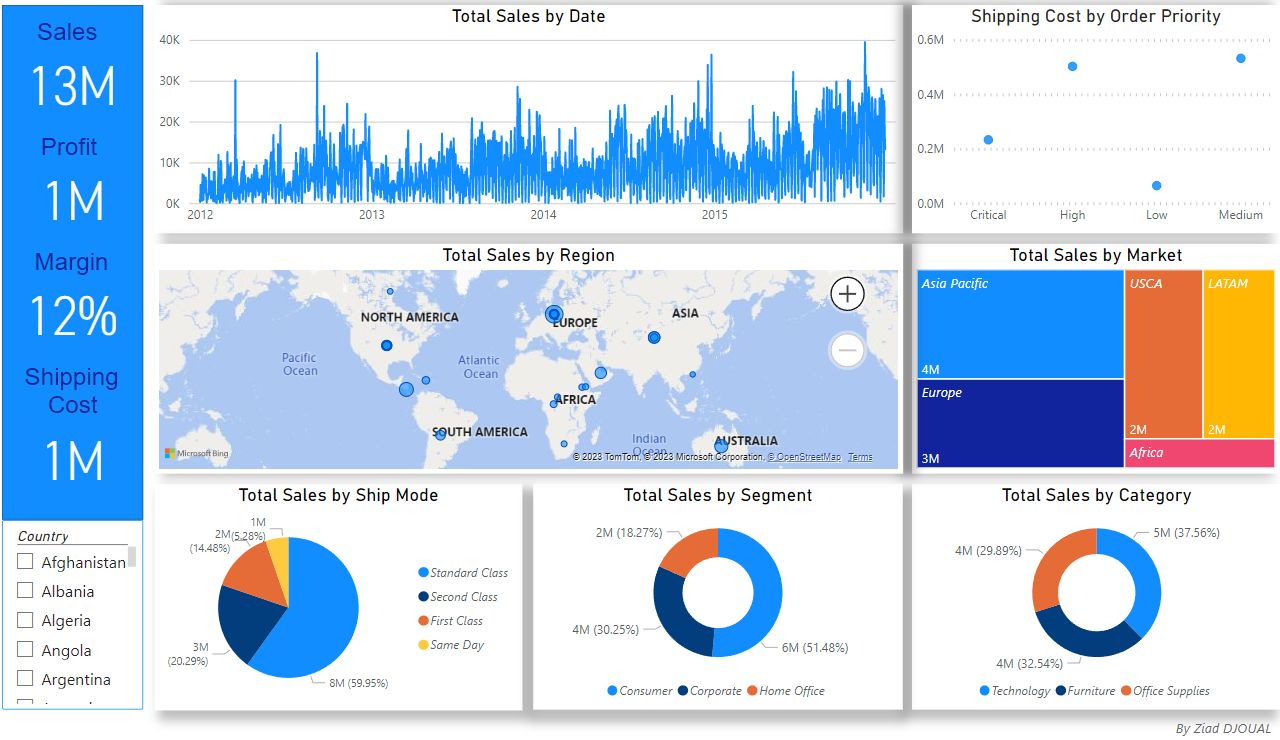 Sales
13M
Profit
1M
Margin
12%
Shipping
Cost
1M
Country
Afghanistan
Albania
Algeria
Angola
Argentina
Total Sales by Date
40K
30K
20K
10K
0K
2012
2013
2014
2015
Shipping Cost by Order Priority
0.6M
0.4M
0.2M
0.0M
Critical
High
Low
Medium
Total Sales by Region
NORTH AMERICA
EUROPE
ASIA
Pacific
Ocean
Atlantic
Ocean
AFRICA
SOUTH AMERICA
Indian
Ocean
AUSTRALIA
Microsoft Bing
© 2023 TomTom, © 2023 Microsoft Corporation, © OpenStreetMap Terms
Total Sales by Market
Asia Pacific
4M
Europe
3M
USCA
2M
LATAM
2M
Africa
Total Sales by Ship Mode
1M
(5.28%)
2M
(14.48%)
3M
(20.29%)
8M (59.95%)
Standard Class
Second Class
First Class
Same Day
Total Sales by Segment
2M (18.27%)
4M (30.25%)
6M (51.48%)
Consumer Corporate Home Office
Total Sales by Category
5M (37.56%)
4M (29.89%)
4M (32.54%)
Technology Furniture Office Supplies
By Ziad DJOUAL